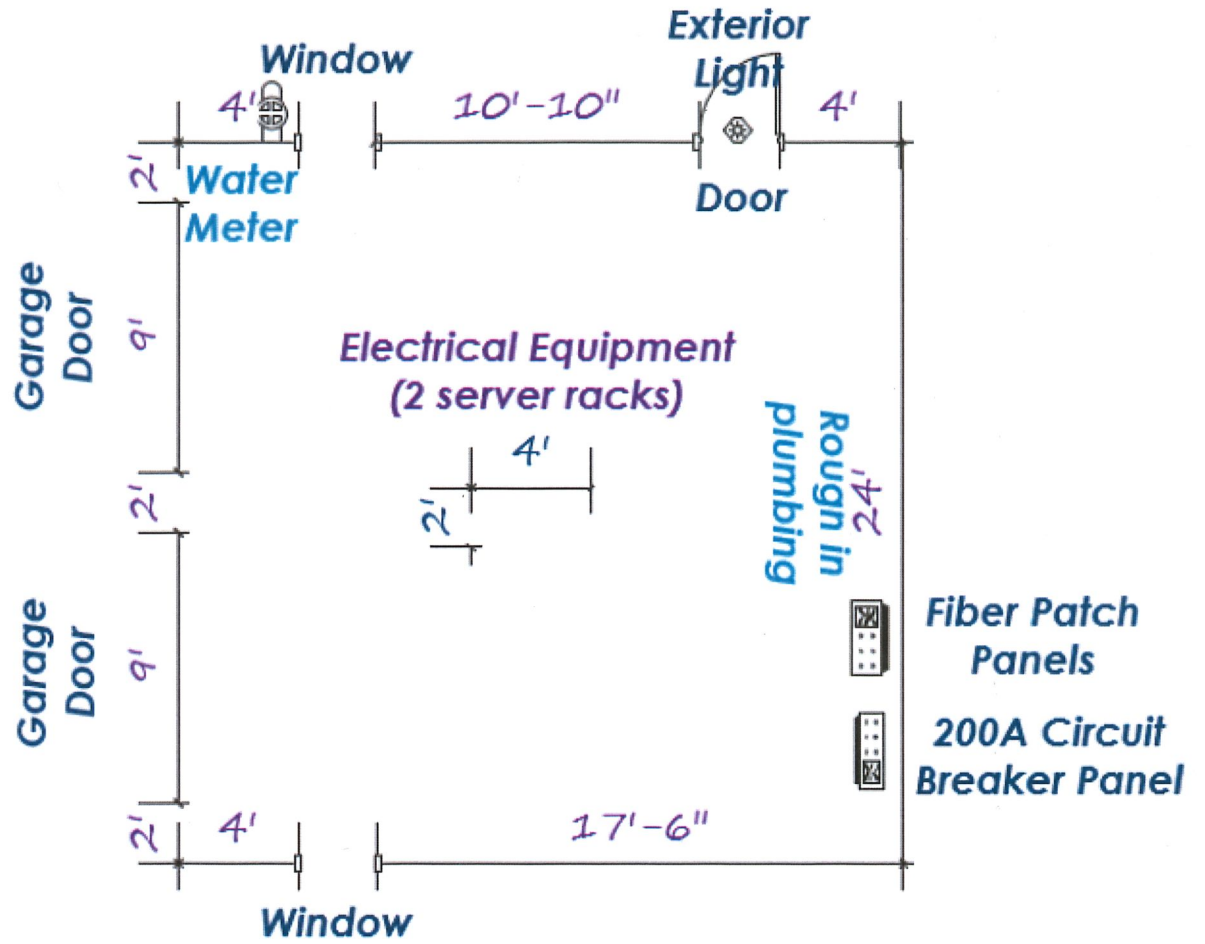 Exterior
Light
Window
4'
10'-10"
4'
2'
Water
Meter
Door
Garage
Door
9'
Electrical Equipment
(2 server racks)
4'
2'
2'
Rougn in
plumbing
24'
Garage
Door
9'
Fiber Patch
Panels
200A Circuit
Breaker Panel
2'
4'
17'-6"
Window